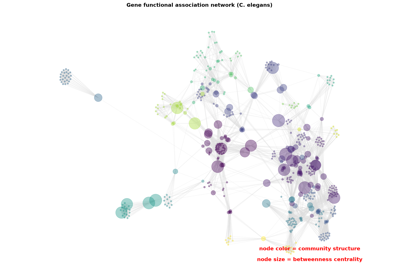 Gene functional association network (C. elegans)
node color = community structure
node size = betweenness centrality